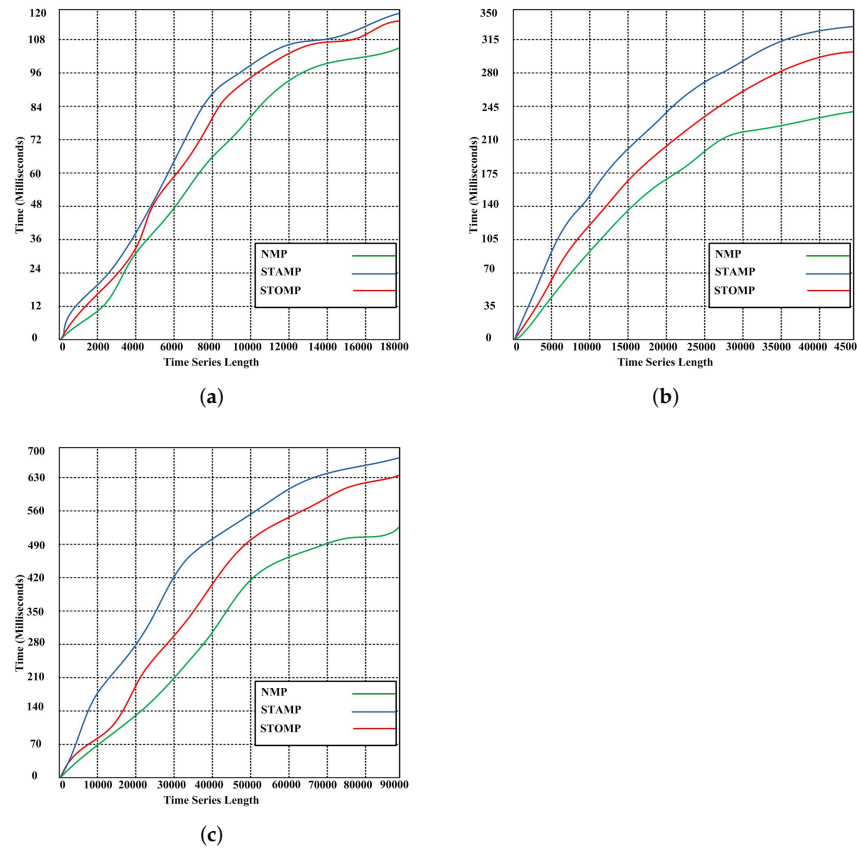 120
108
96
84
72
60
48
36
24
12
0
Time (Milliseconds)
NMP
STAMP
STOMP
0 2000 4000 6000 8000 10000 12000 14000 16000 18000
Time Series Length
(a)
350
315
280
245
210
175
140
105
70
35
0
Time (Milliseconds)
NMP
STAMP
STOMP
0 5000 10000 15000 20000 25000 30000 35000 40000 4500
Time Series Length
(b)
700
630
560
490
420
350
280
210
140
70
0
Time (Milliseconds)
NMP
STAMP
STOMP
0 10000 20000 30000 40000 50000 60000 70000 80000 90000
Time Series Length
(c)